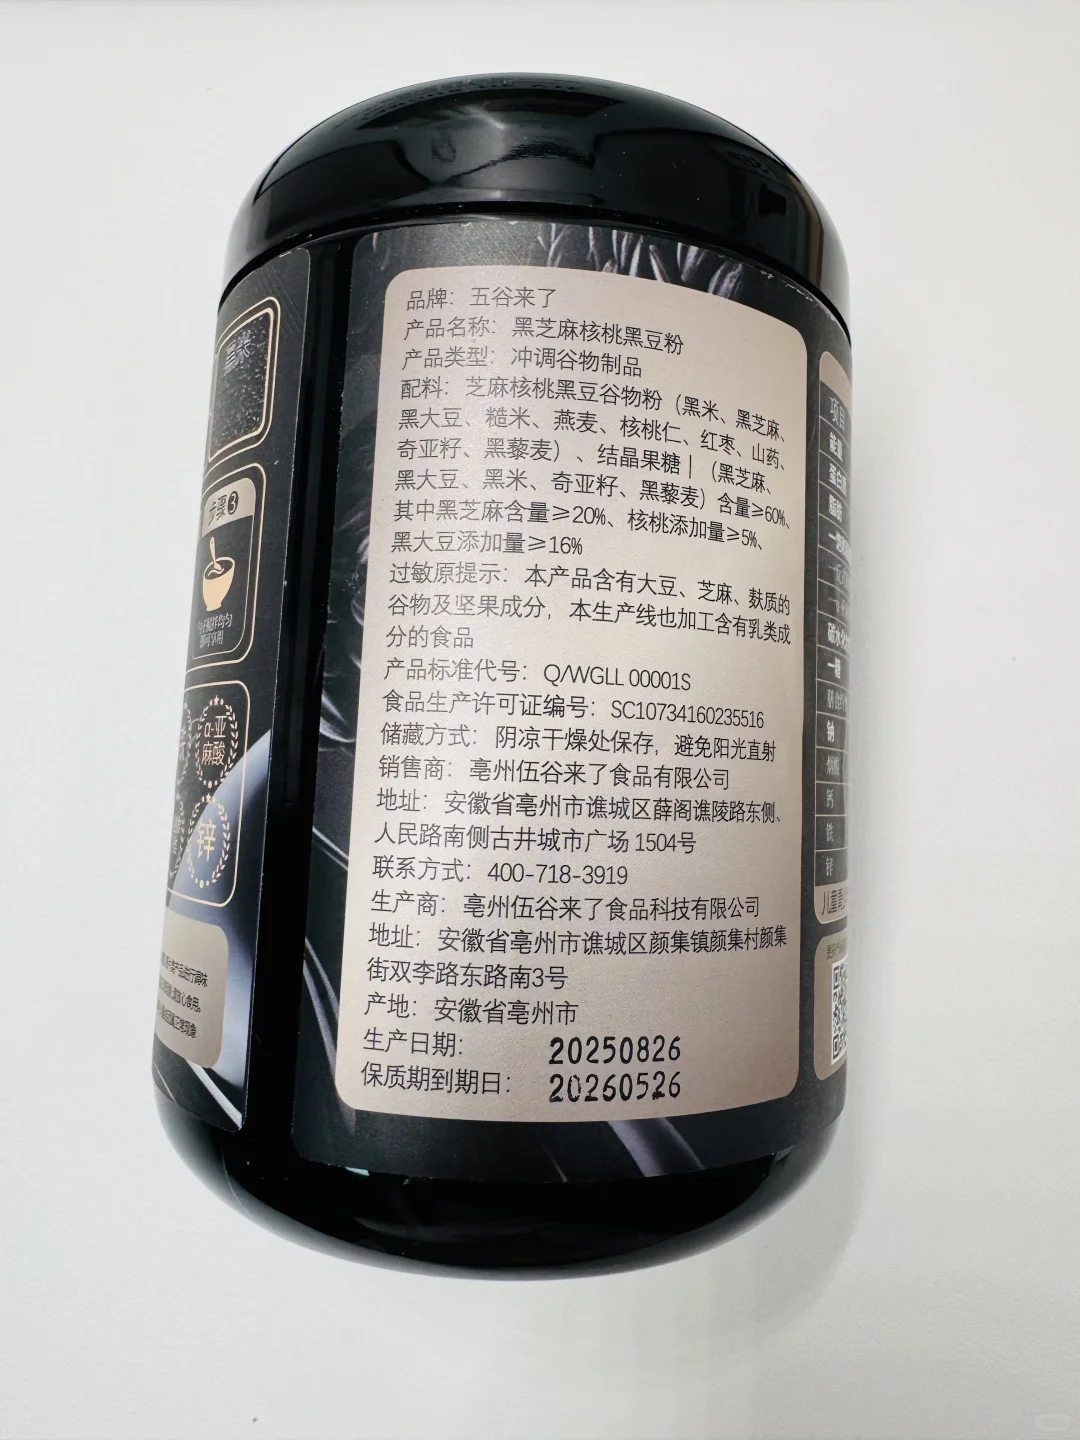 品牌：五谷来了
产品名称：黑芝麻核桃黑豆粉
产品类型：冲调谷物制品
配料：芝麻核桃黑豆谷物粉（黑米、黑芝麻、
黑大豆、糙米、燕麦、核桃仁、红枣、山药、
奇亚籽、黑藜麦）、结晶果糖｜（黑芝麻、
黑大豆、黑米、奇亚籽、黑藜麦）含量≥60%、
其中黑芝麻含量≥20%、核桃添加量≥5%、
黑大豆添加量≥16%
过敏原提示：本产品含有大豆、芝麻、麸质的
谷物及坚果成分，本生产线也加工含有乳类成
分的食品
产品标准代号：Q/WGLL 00001S
食品生产许可证编号：SC10734160235516
储藏方式：阴凉干燥处保存，避免阳光直射
销售商：亳州伍谷来了食品有限公司
地址：安徽省亳州市谯城区薛阁谯陵路东侧、
人民路南侧古井城市广场 1504号
联系方式：400-718-3919
生产商：亳州伍谷来了食品科技有限公司
地址：安徽省亳州市谯城区颜集镇颜集村颜集
街双李路东路南3号
产地：安徽省亳州市
生产日期：20250826
保质期到期日：20260526
步骤3
α-亚
麻酸
锌
项目
能量
钠
钙
铁
锌